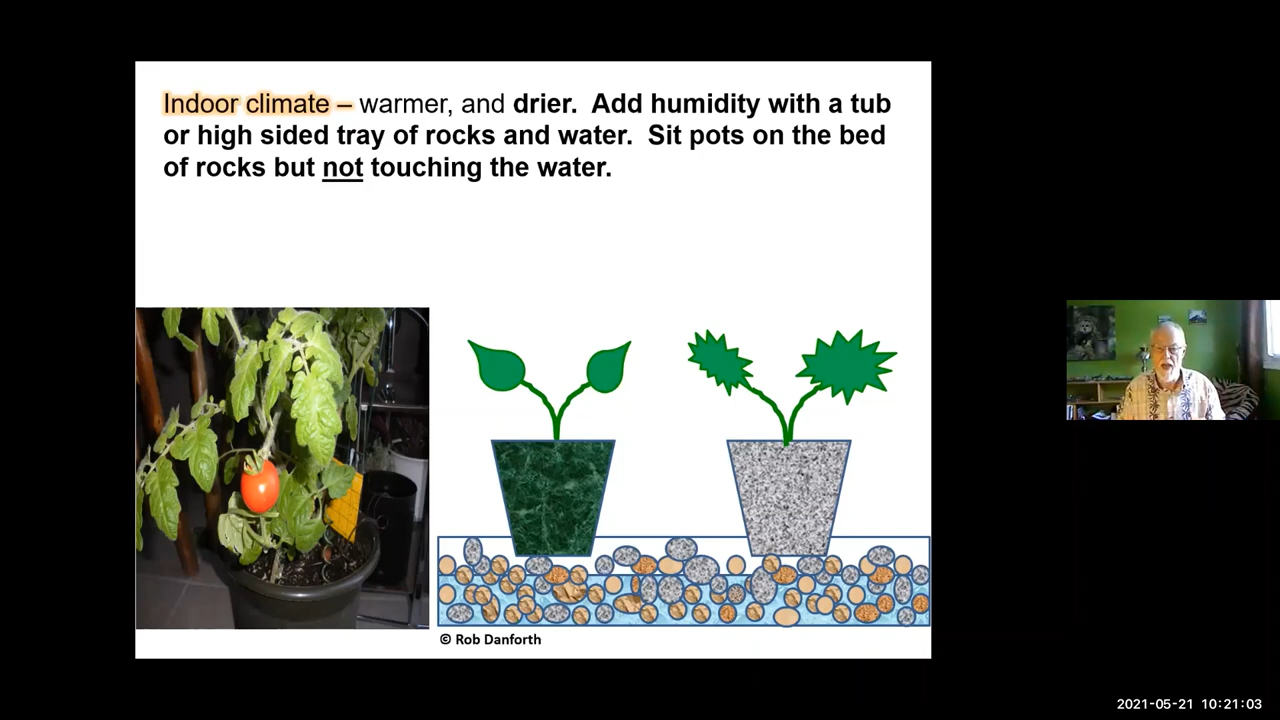 Indoor climate – warmer, and drier.  Add humidity with a tub
or high sided tray of rocks and water.  Sit pots on the bed
of rocks but not touching the water.
© Rob Danforth
2021-05-21 10:21:03